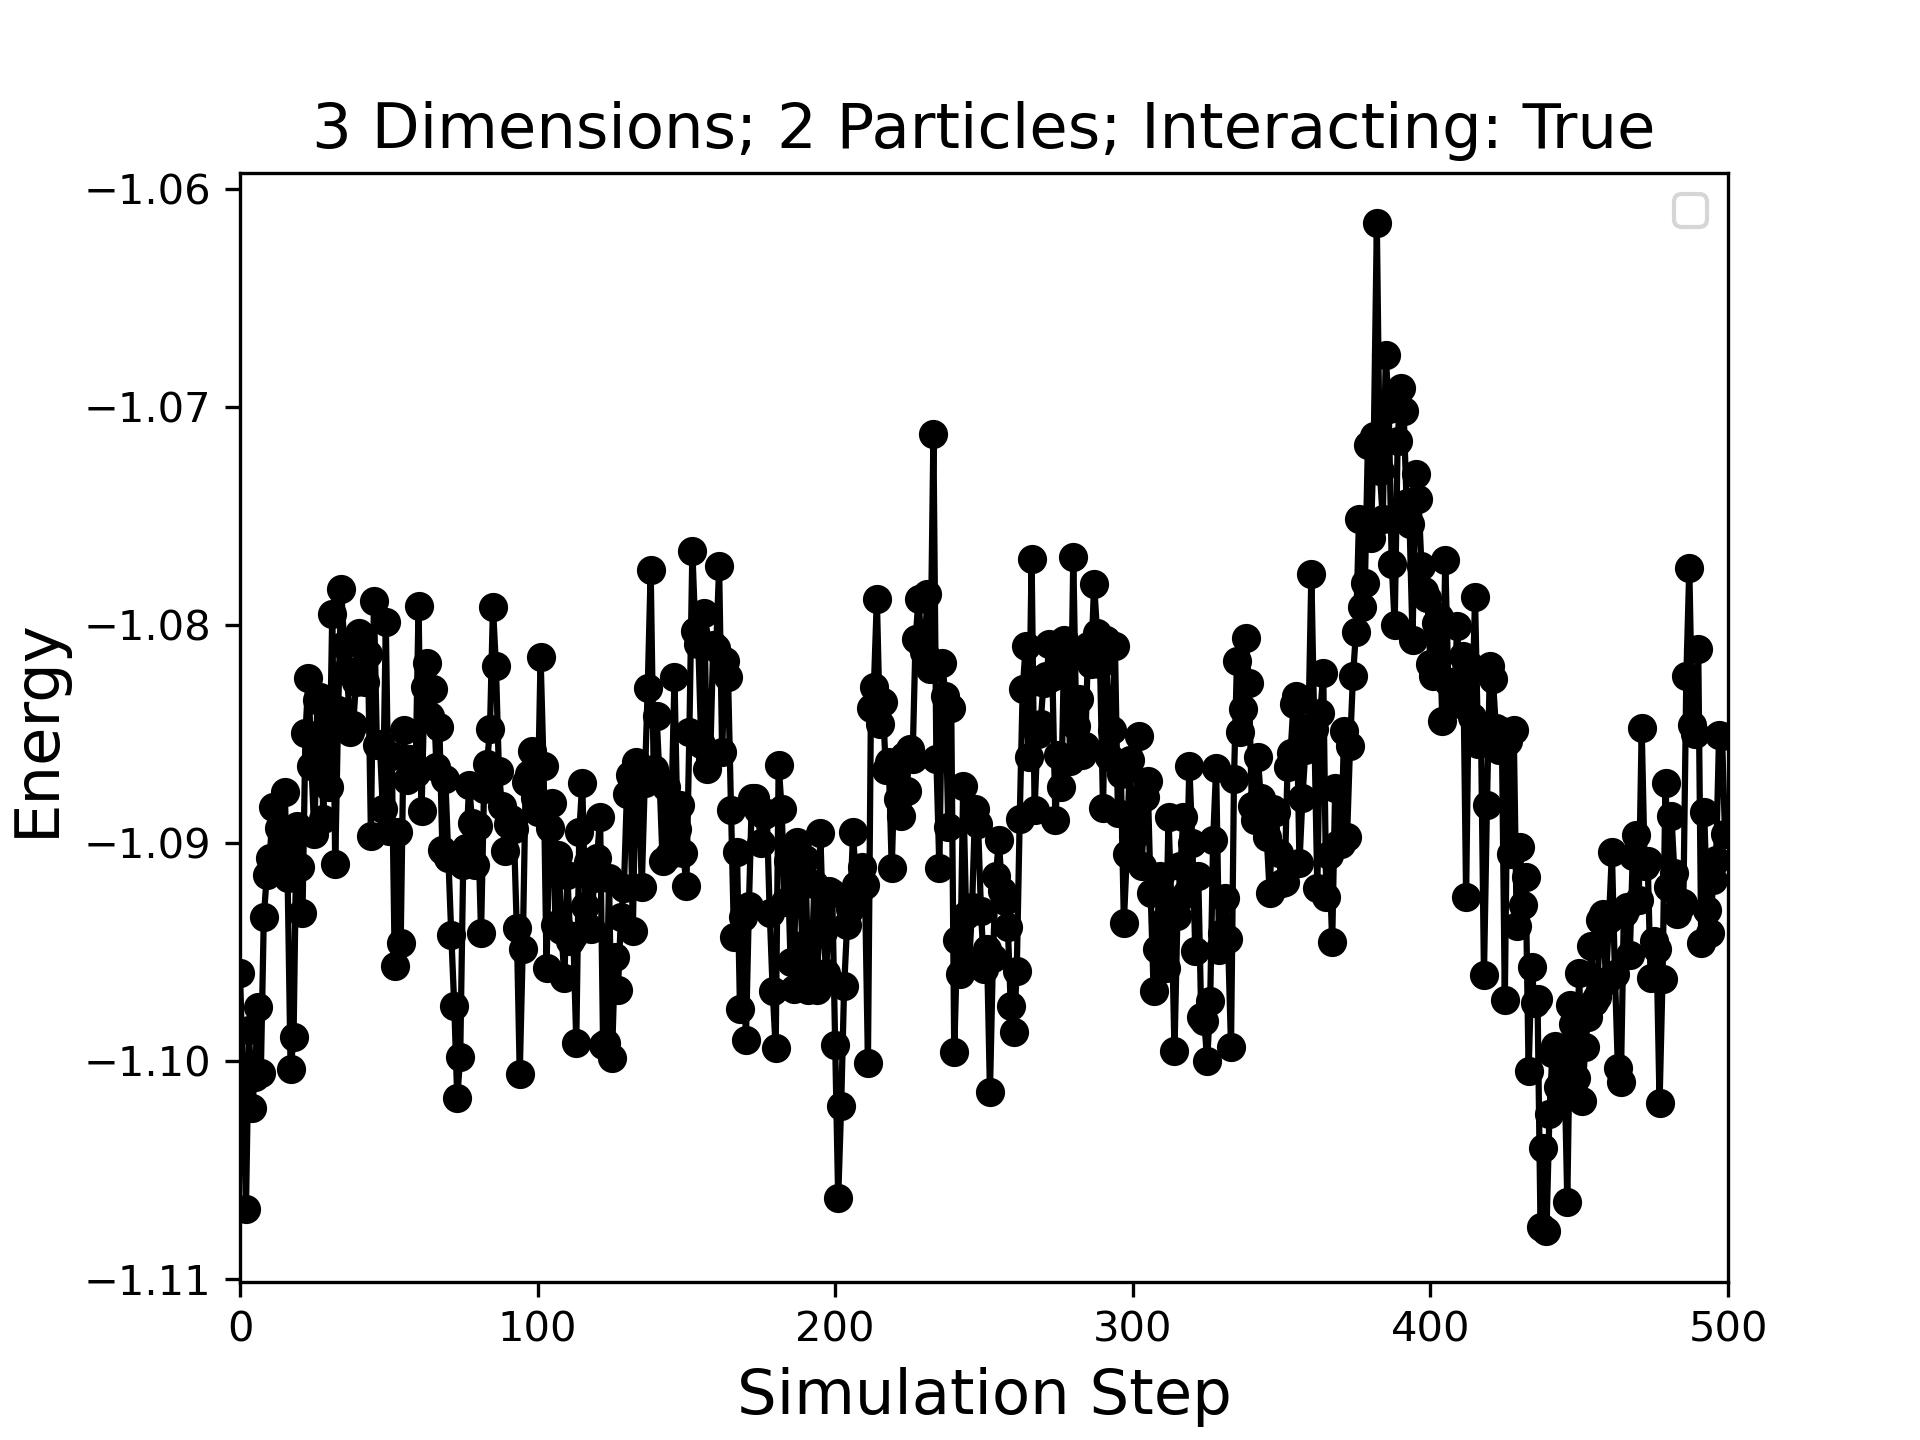 3 Dimensions; 2 Particles; Interacting: True
−1.06
−1.07
−1.08
−1.09
−1.10
−1.11
Energy
0 100 200 300 400 500
Simulation Step